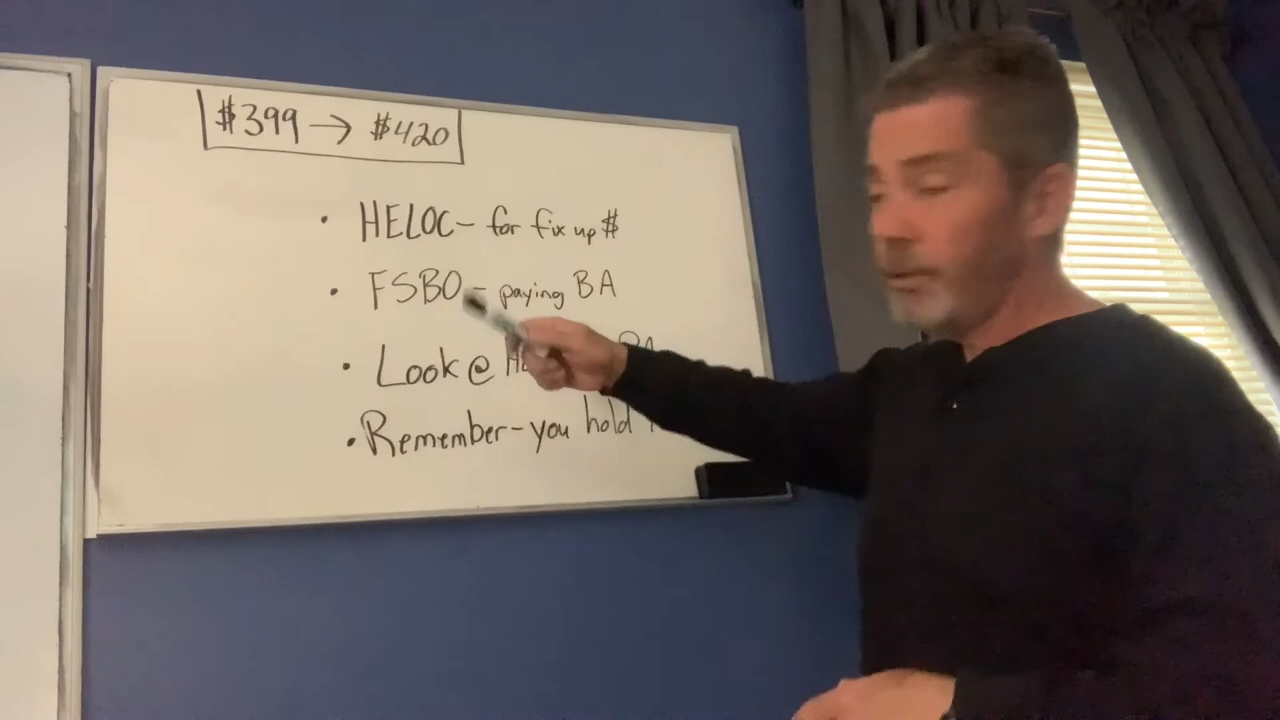 $399 → $420
• HELOC - for fix up $
• FSBO - paying BA
• Look @
• Remember - you hold